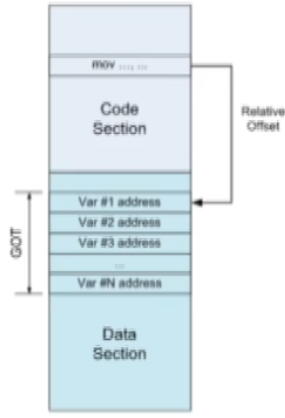 mov ...., ...
Code
Section
Relative
Offset
Var #1 address
Var #2 address
Var #3 address
...
Var #N address
GOT
Data
Section